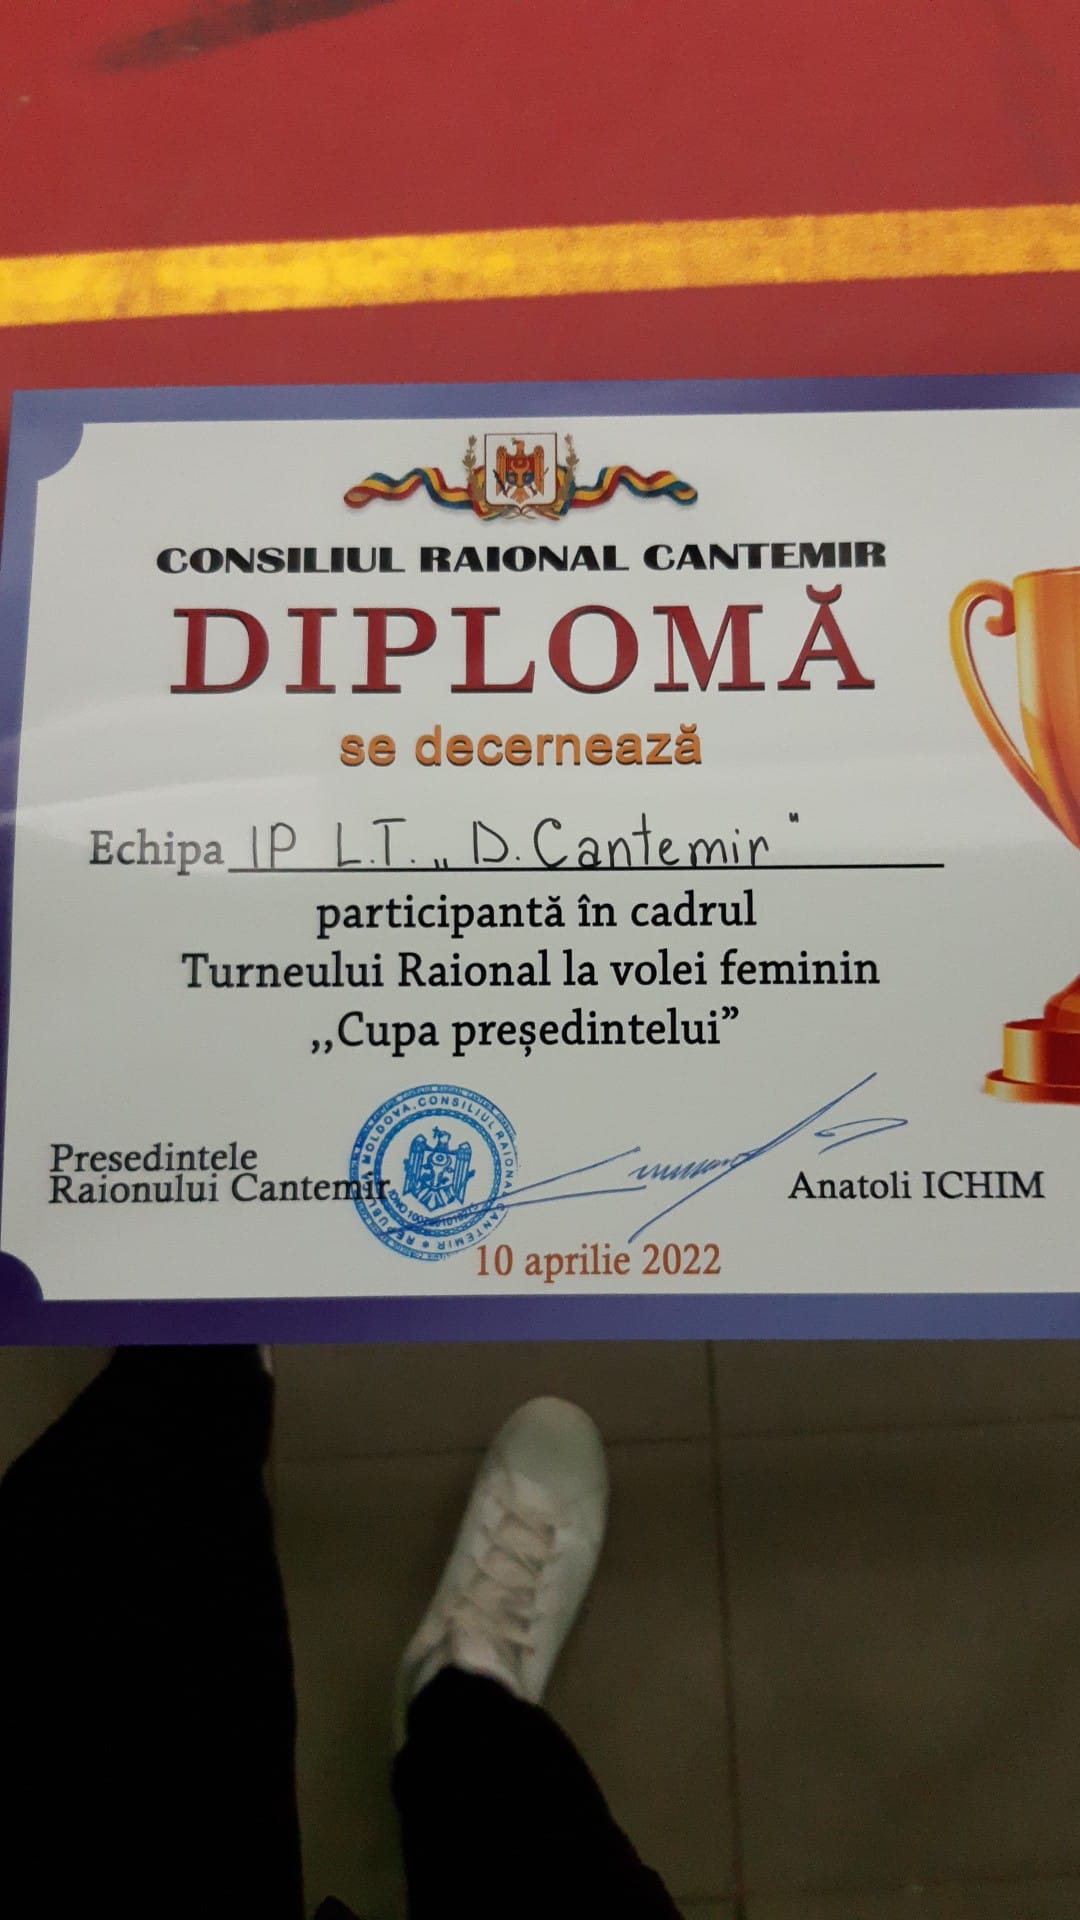 CONSILIUL RAIONAL CANTEMIR
DIPLOMĂ
se decernează
Echipa IP L.T. „ D. Cantemir "
participantă în cadrul
Turneului Raional la volei feminin
,,Cupa președintelui”
Presedintele
Raionului Cantemir
Anatoli ICHIM
REPUBLICA MOLDOVA. CONSILIUL RAIONAL CANTEMIR *
10 aprilie 2022